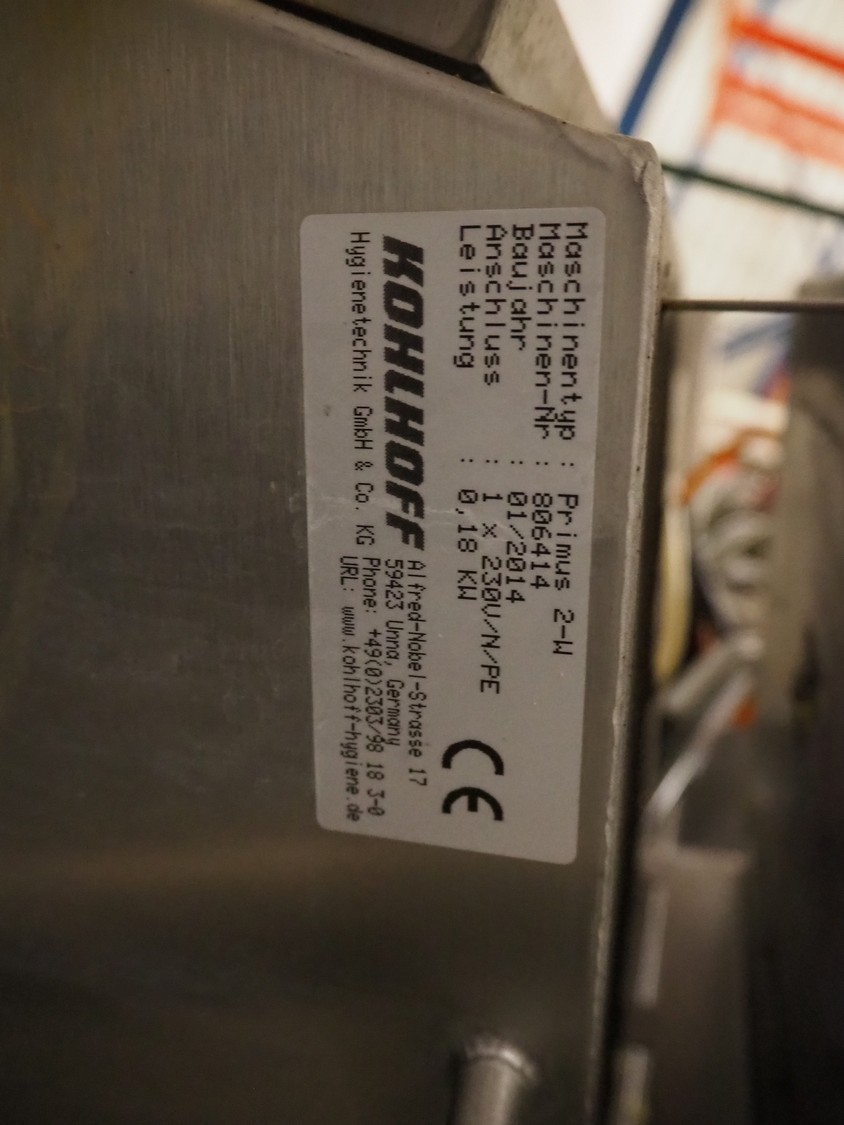 Maschinentyp : Primus 2-W
Maschinen-Nr : 806414
Baujahr : 01/2014
Anschluss : 1 x 230V/N/PE
Leistung : 0,18 KW
CE
KOHLHOFF
Hygienetechnik GmbH & Co. KG
Alfred-Nobel-Strasse 17
59423 Unna, Germany
Phone: +49(0)2303/98 18 3-0
URL: www.kohlhoff-hygiene.de